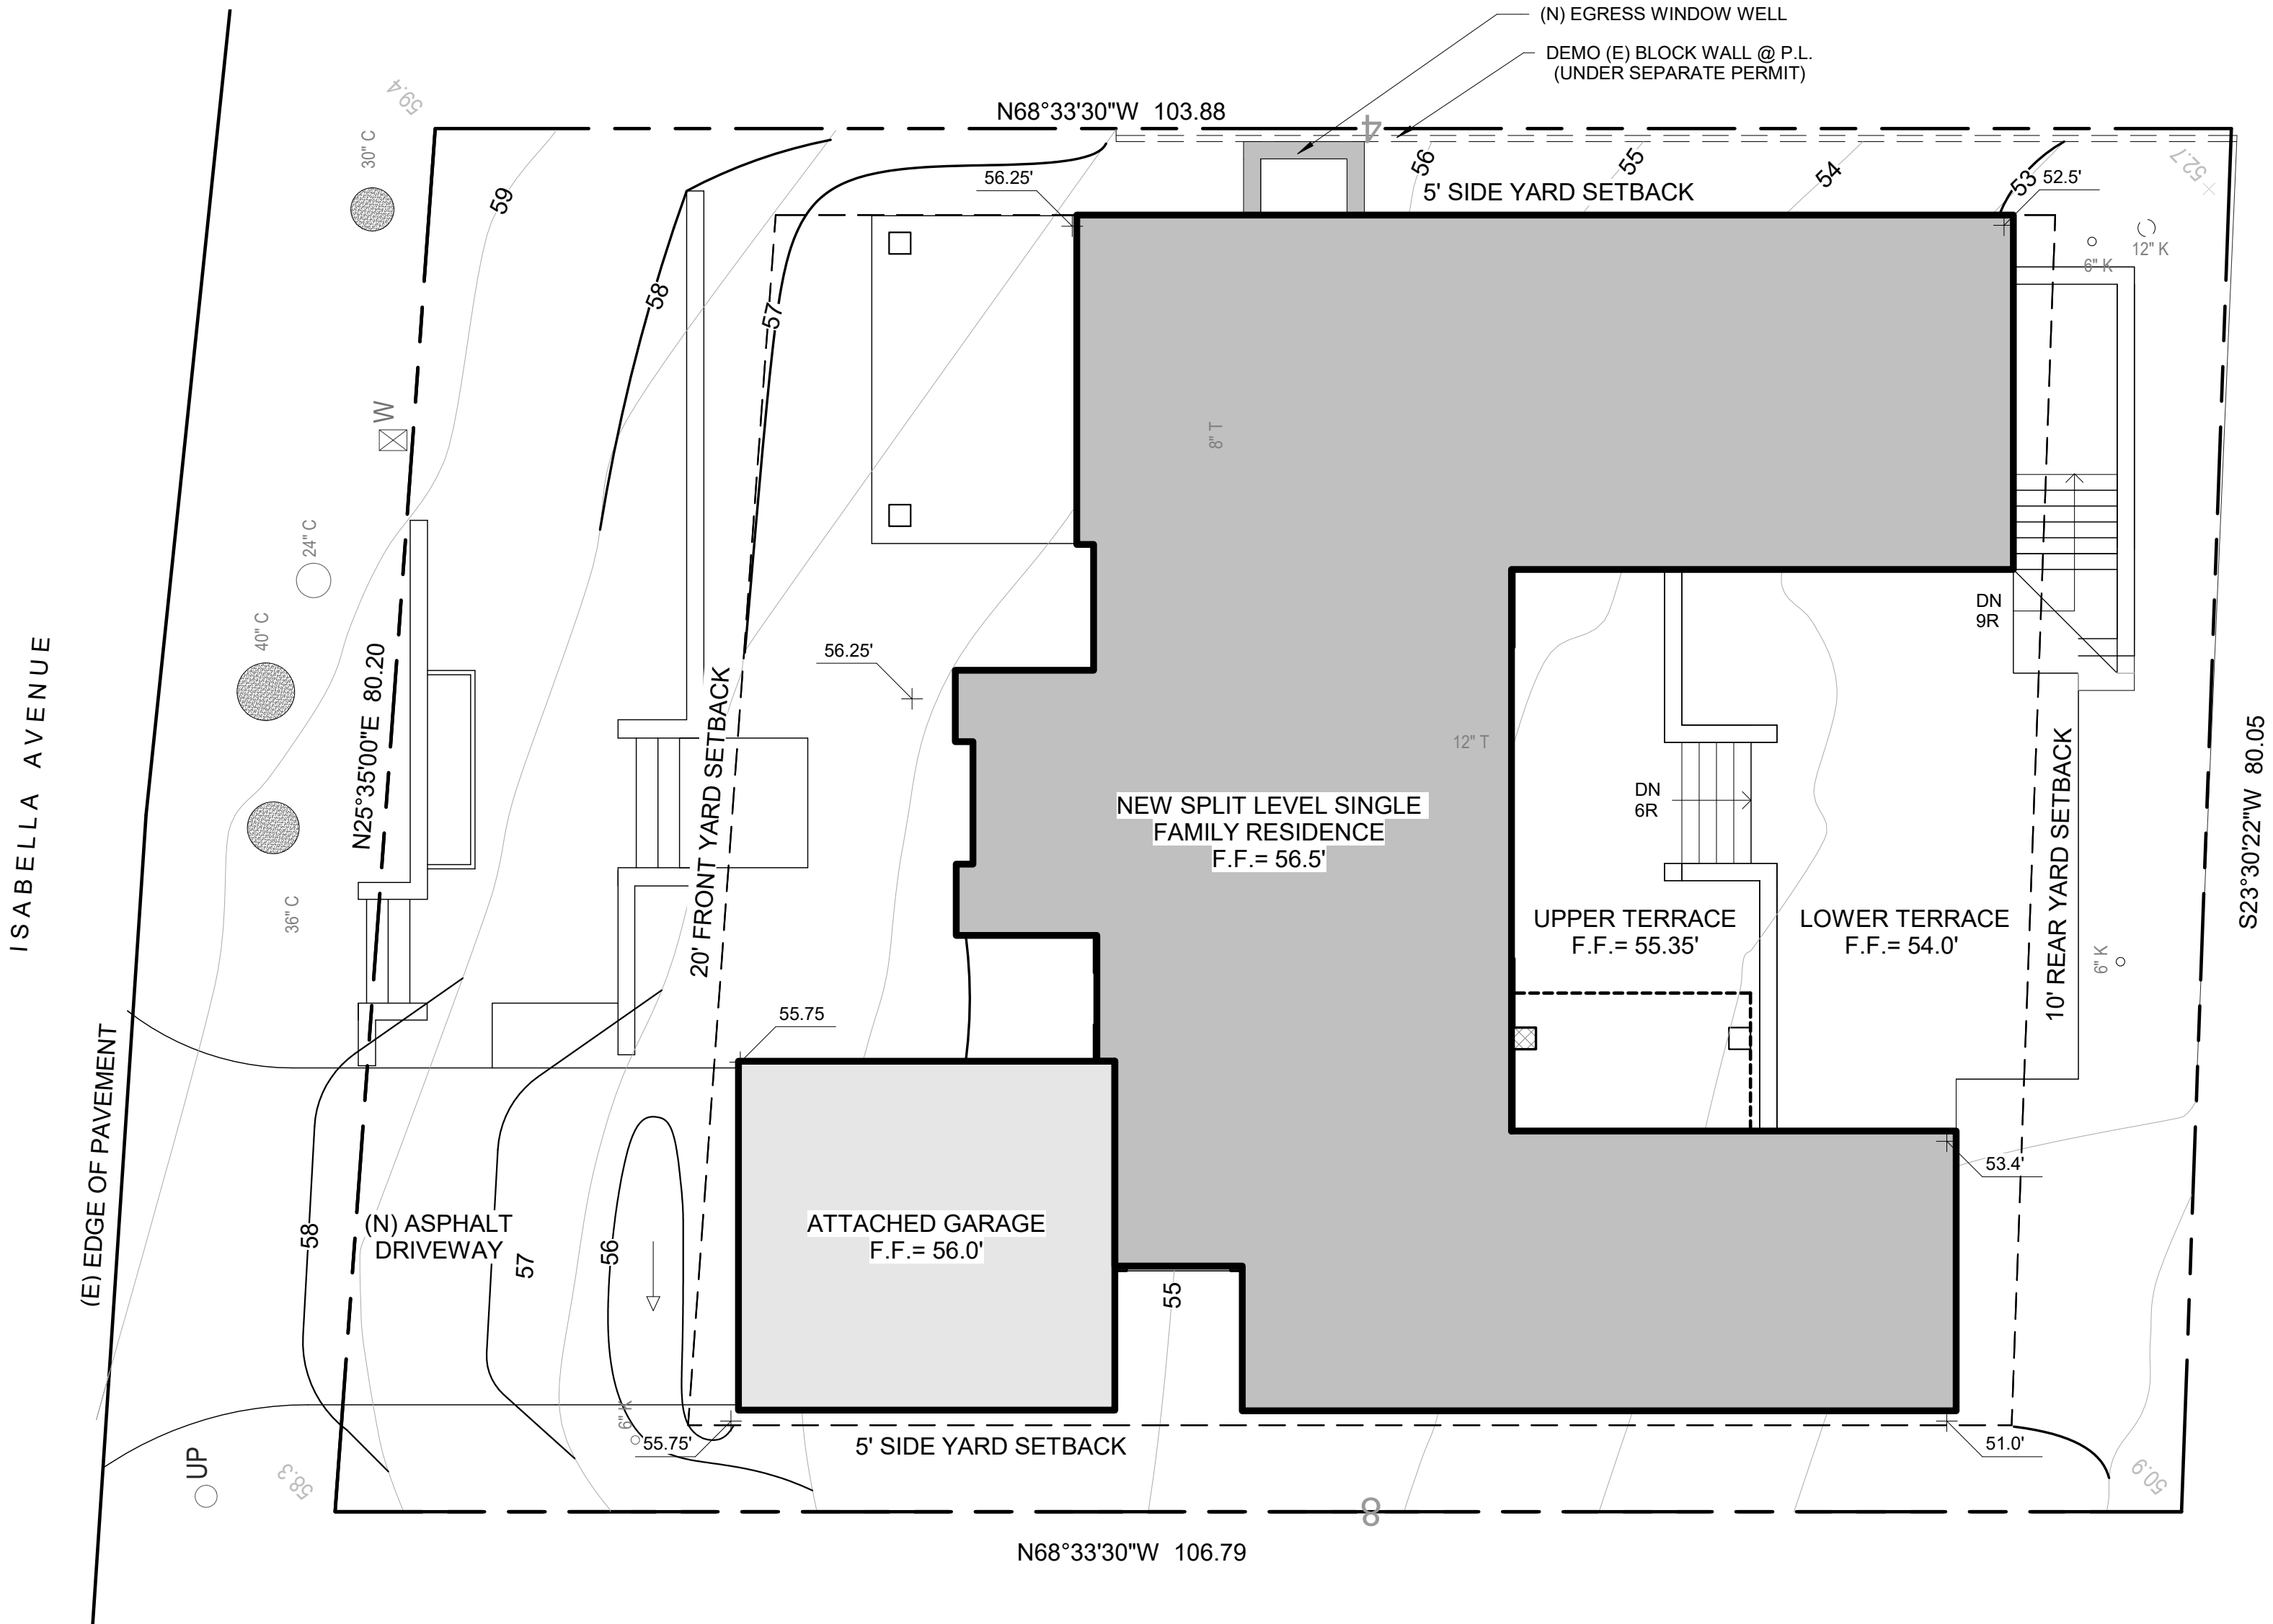 (N) EGRESS WINDOW WELL
DEMO (E) BLOCK WALL @ P.L.
(UNDER SEPARATE PERMIT)
N68°33'30"W 103.88
59.4
30" C
4
56
55
54
53
52.5'
52.7
56.25'
5' SIDE YARD SETBACK
59
58
57
6" K
12" K
W
8" T
24" C
40" C
DN
9R
56.25'
N25°35'00"E 80.20
20' FRONT YARD SETBACK
12" T
ISABELLA AVENUE
36" C
NEW SPLIT LEVEL SINGLE
FAMILY RESIDENCE
F.F.= 56.5'
DN
6R
UPPER TERRACE
F.F.= 55.35'
LOWER TERRACE
F.F.= 54.0'
10' REAR YARD SETBACK
S23°30'22"W 80.05
6" K
55.75
(E) EDGE OF PAVEMENT
53.4'
58
(N) ASPHALT
DRIVEWAY
57
56
ATTACHED GARAGE
F.F.= 56.0'
55
6" K
55.75'
5' SIDE YARD SETBACK
51.0'
UP
58.3
50.9
8
N68°33'30"W 106.79